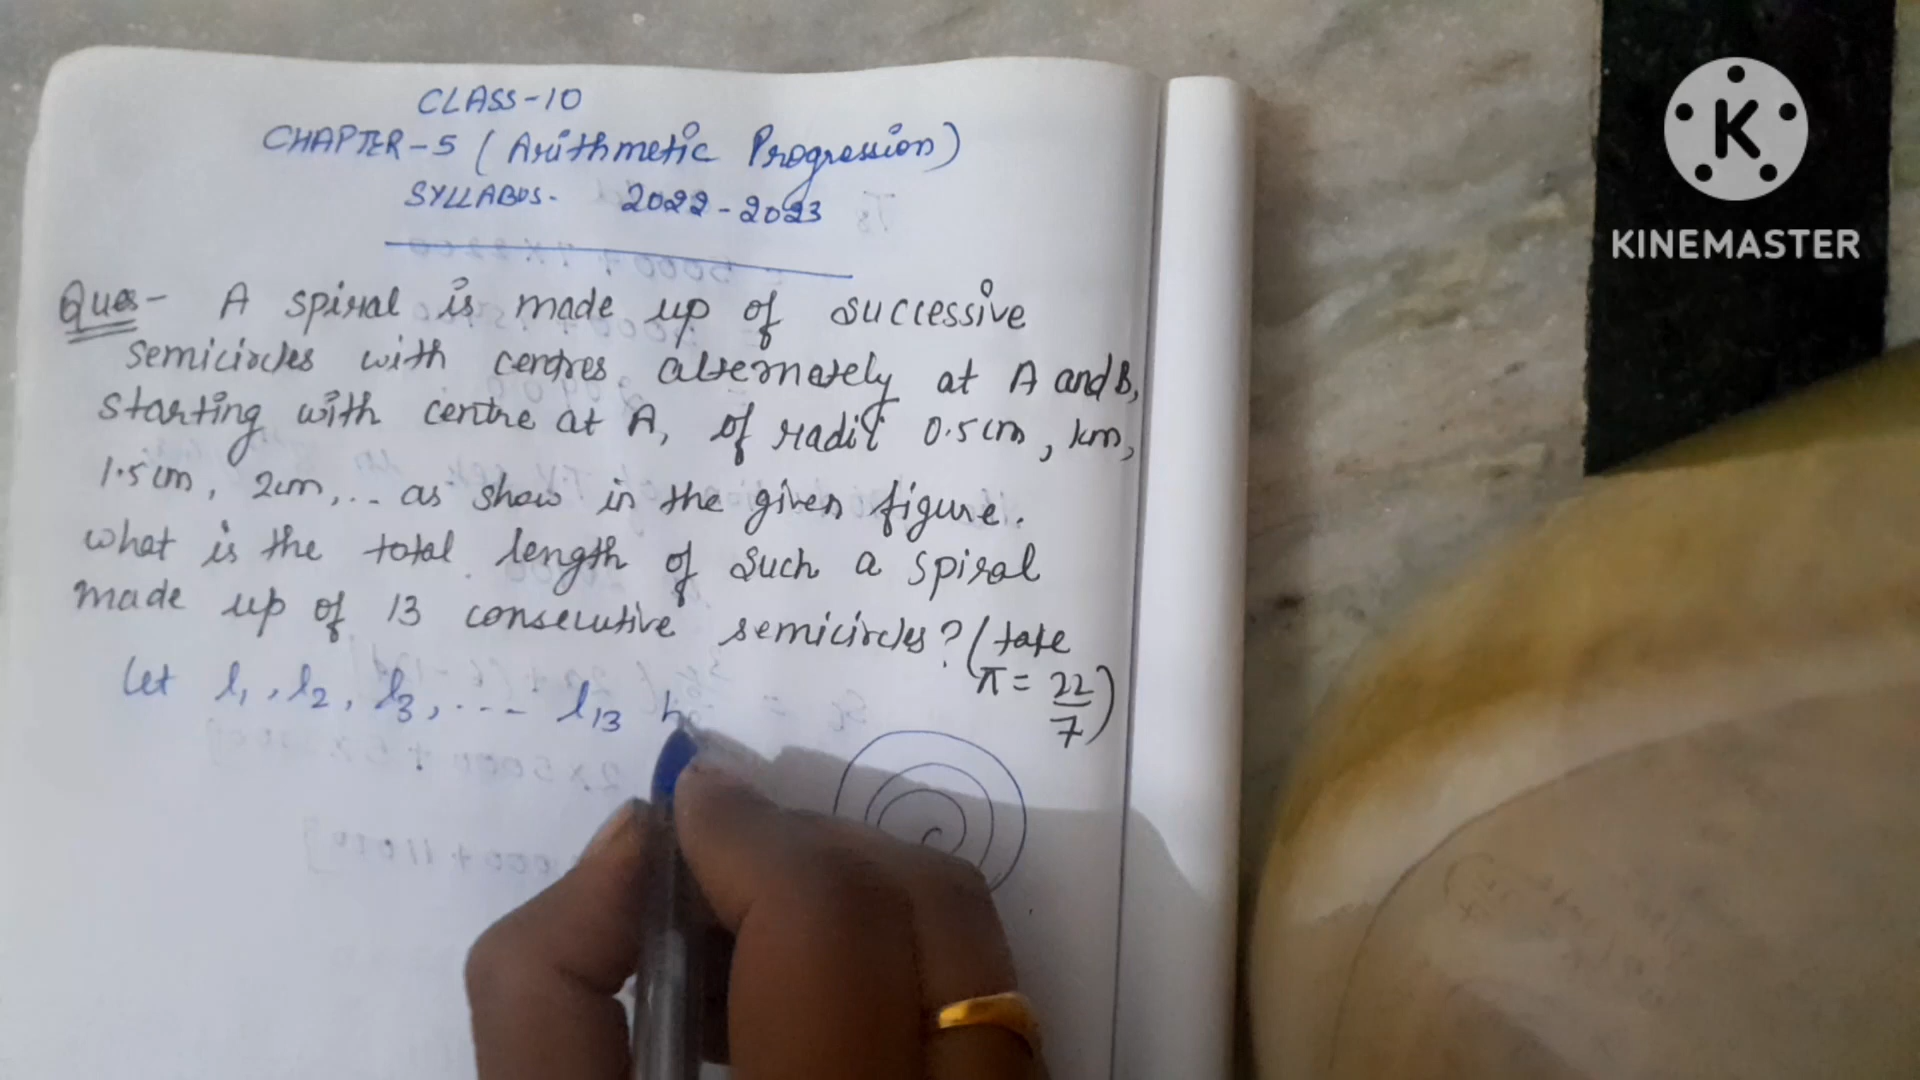 CLASS-10
CHAPTER-5 (Arithmetic Progression)
SYLLABUS- 2022-2023
Ques- A spiral is made up of successive
semicircles with centres alternately at A and B,
starting with centre at A, of radii 0.5cm, 1cm,
1.5cm, 2cm,... as show in the given figure.
what is the total length of such a spiral
made up of 13 consecutive semicircles? (take
π = 22/7)
Let l1, l2, l3, ... l13
K
KINEMASTER